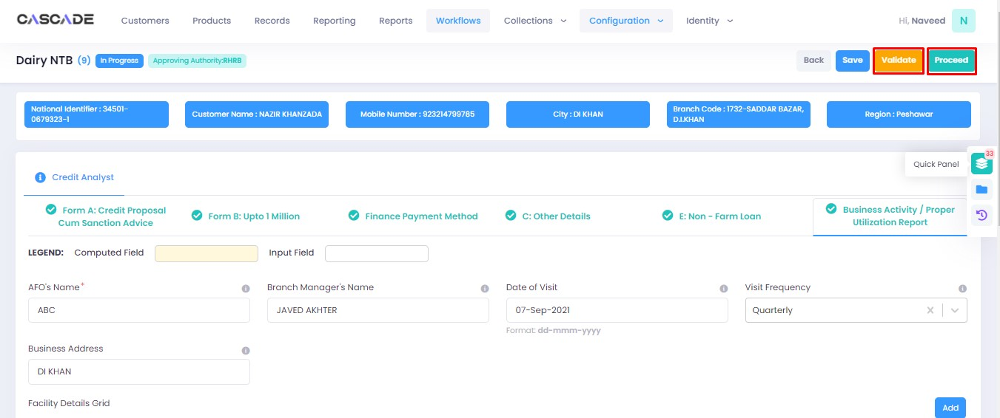 CASCADE Customers Products Records Reporting Reports Workflows Collections Configuration Identity Hi, Naveed N
Dairy NTB (9) In Progress Approving Authority:RHRB Back Save Validate Proceed
National Identifier : 34501-
0679323-1
Customer Name : NAZIR KHANZADA
Mobile Number : 923214799785
City : DI KHAN
Branch Code : 1732-SADDAR BAZAR,
D.I.KHAN
Region : Peshawar
33
Quick Panel
Credit Analyst
Form A: Credit Proposal
Cum Sanction Advice
Form B: Upto 1 Million
Finance Payment Method
C: Other Details
E: Non - Farm Loan
Business Activity / Proper
Utilization Report
LEGEND: Computed Field Input Field
AFO's Name* Branch Manager's Name Date of Visit Visit Frequency
ABC JAVED AKHTER 07-Sep-2021 Quarterly
Format: dd-mmm-yyyy
Business Address
DI KHAN
Facility Details Grid
Add